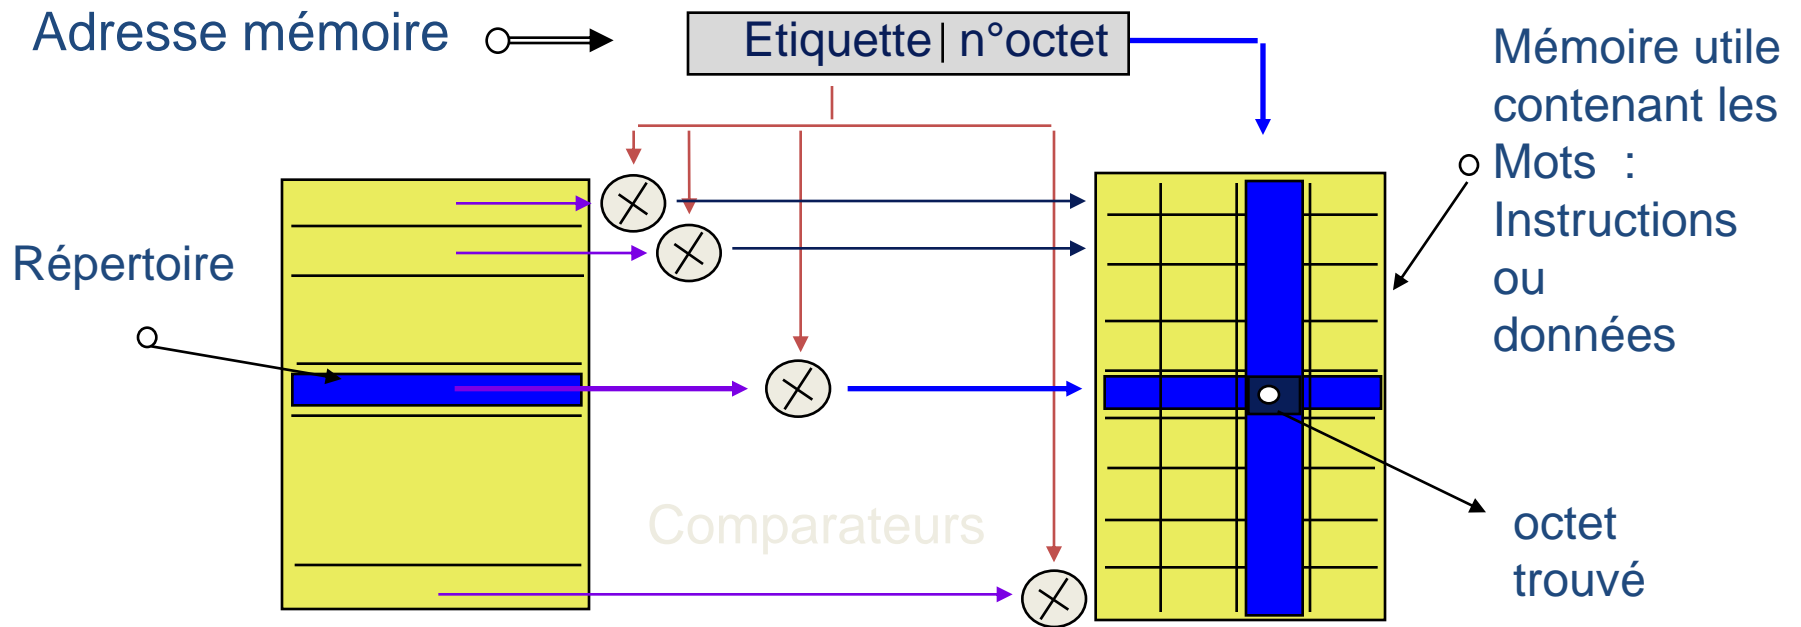 Adresse mémoire
Etiquette| n°octet
Mémoire utile
contenant les
Mots :
Instructions
ou
données
Répertoire
Comparateurs
octet
trouvé